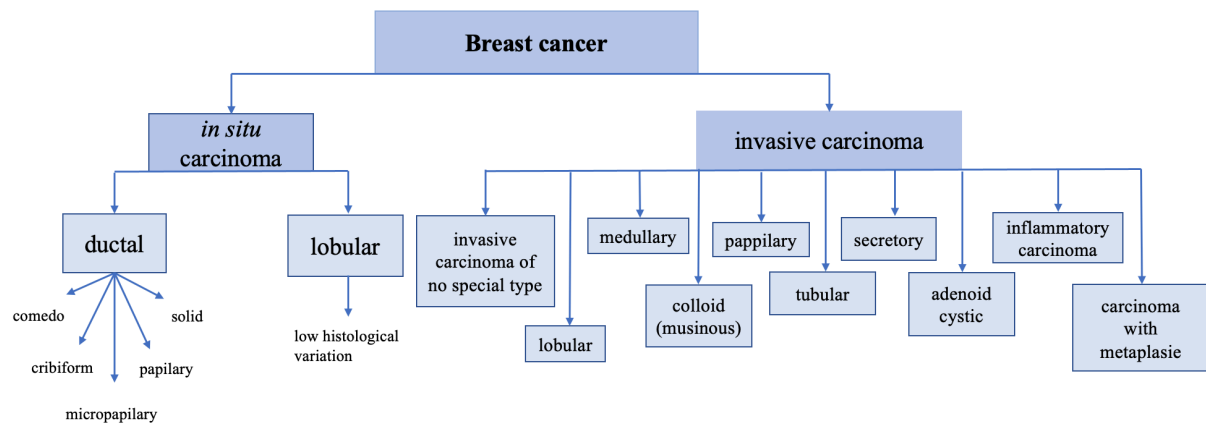 Breast cancer
in situ
carcinoma
invasive carcinoma
ductal
lobular
comedo
solid
cribiform
papilary
micropapilary
low histological
variation
invasive
carcinoma of
no special type
lobular
medullary
colloid
(musinous)
pappilary
tubular
secretory
adenoid
cystic
inflammatory
carcinoma
carcinoma
with
metaplasie